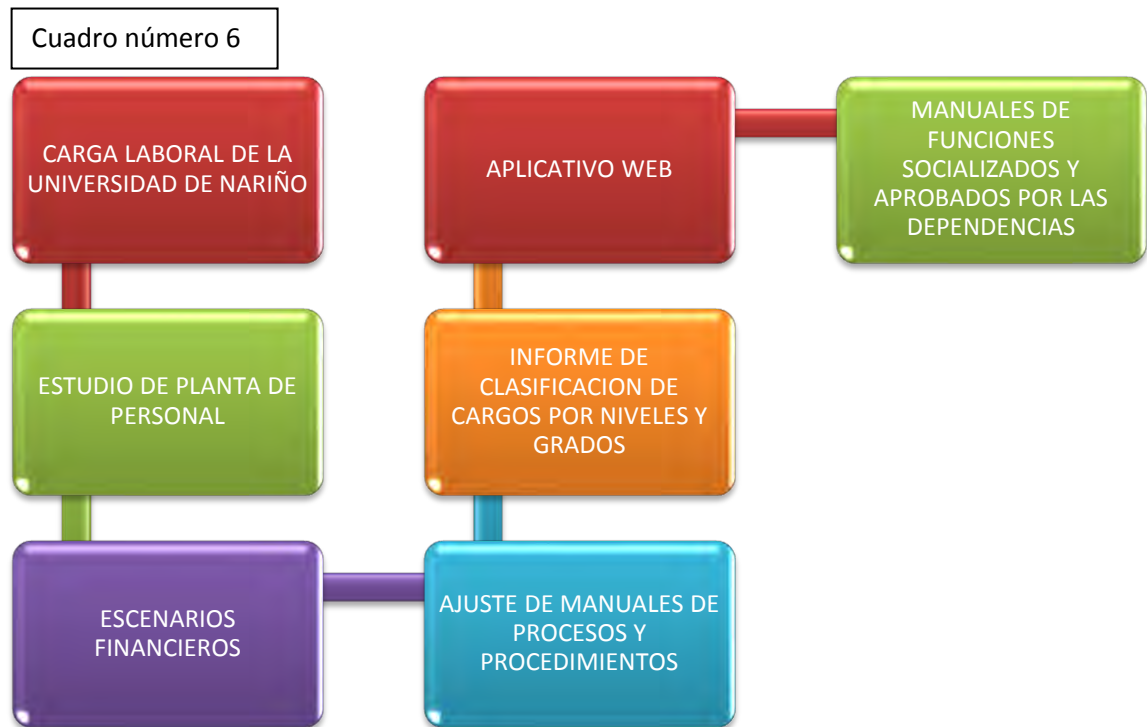 Cuadro número 6
CARGA LABORAL DE LA
UNIVERSIDAD DE NARIÑO
ESTUDIO DE PLANTA DE
PERSONAL
ESCENARIOS
FINANCIEROS
AJUSTE DE MANUALES DE
PROCESOS Y
PROCEDIMIENTOS
INFORME DE
CLASIFICACION DE
CARGOS POR NIVELES Y
GRADOS
APLICATIVO WEB
MANUALES DE
FUNCIONES
SOCIALIZADOS Y
APROBADOS POR LAS
DEPENDENCIAS